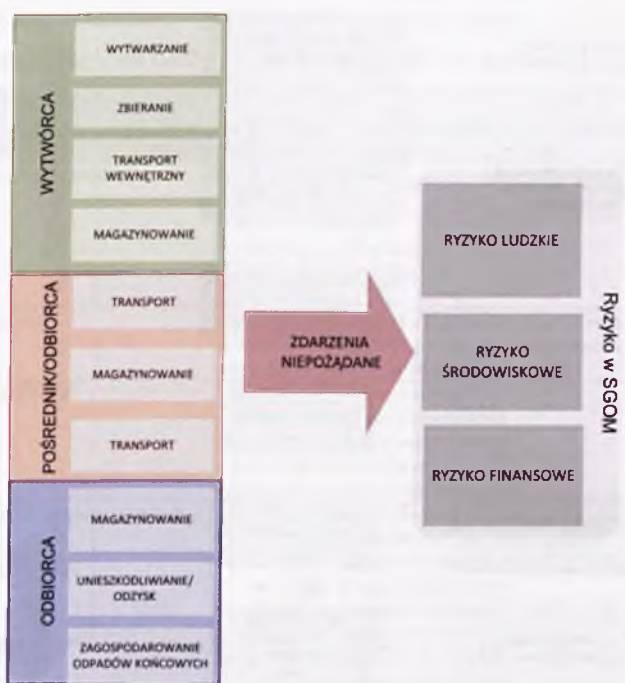 WYTWÓRCA
WYTWARZANIE
ZBIERANIE
TRANSPORT
WEWNĘTRZNY
MAGAZYNOWANIE
POŚREDNIK/ODBIORCA
TRANSPORT
MAGAZYNOWANIE
TRANSPORT
ODBIORCA
MAGAZYNOWANIE
UNIESZKODLIWIANIE/
ODZYSK
ZAGOSPODAROWANIE
ODPADÓW KOŃCOWYCH
ZDARZENIA
NIEPOŻĄDANE
RYZYKO LUDZKIE
RYZYKO
ŚRODOWISKOWE
RYZYKO FINANSOWE
Ryzyko w SGOM